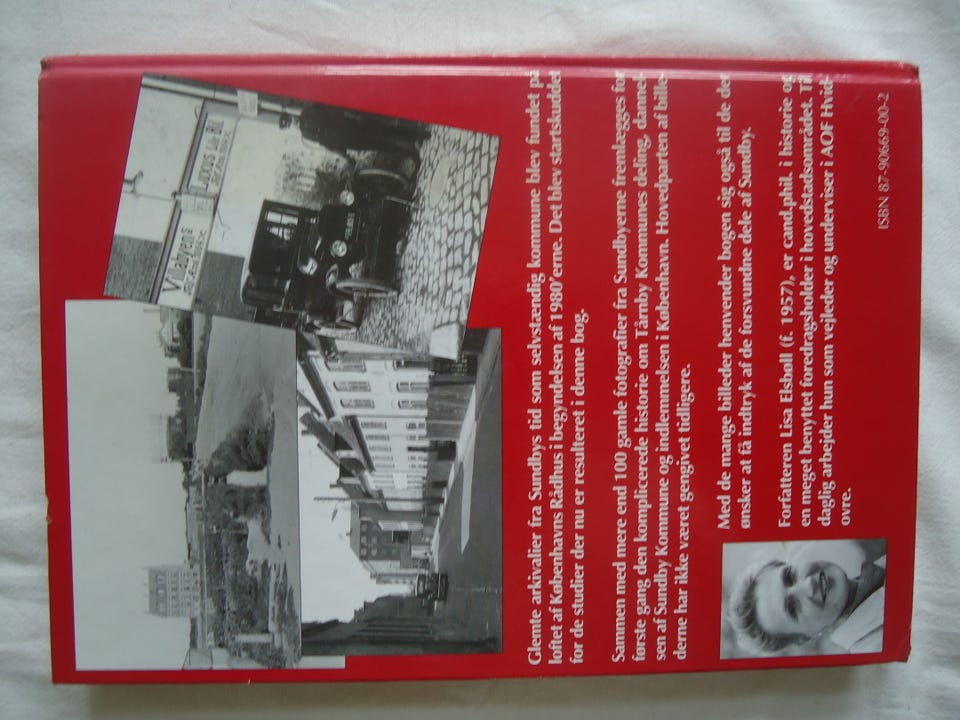 Villabyens
Luxus Lille Bil
Glemte arkivalier fra Sundbys tid som selvstændig kommune blev fundet på
loftet af Københavns Rådhus i begyndelsen af 1980'erne. Det blev startskuddet
for de studier der nu er resulteret i denne bog.
Sammen med mere end 100 gamle fotografier fra Sundbyerne fremlægges for
første gang den komplicerede historie om Tårnby Kommunes deling, dannel-
sen af Sundby Kommune og indlemmelsen i København. Hovedparten af bille-
derne har ikke været gengivet tidligere.
Med de mange billeder henvender bogen sig også til de der
ønsker at få indtryk af de forsvundne dele af Sundby.
Forfatteren Lisa Elsbøll (f. 1957), er cand.phil. i historie og
en meget benyttet foredragsholder i hovedstadsområdet. Til
daglig arbejder hun som vejleder og underviser i AOF Hvid-
ovre.
ISBN 87-90669-00-2